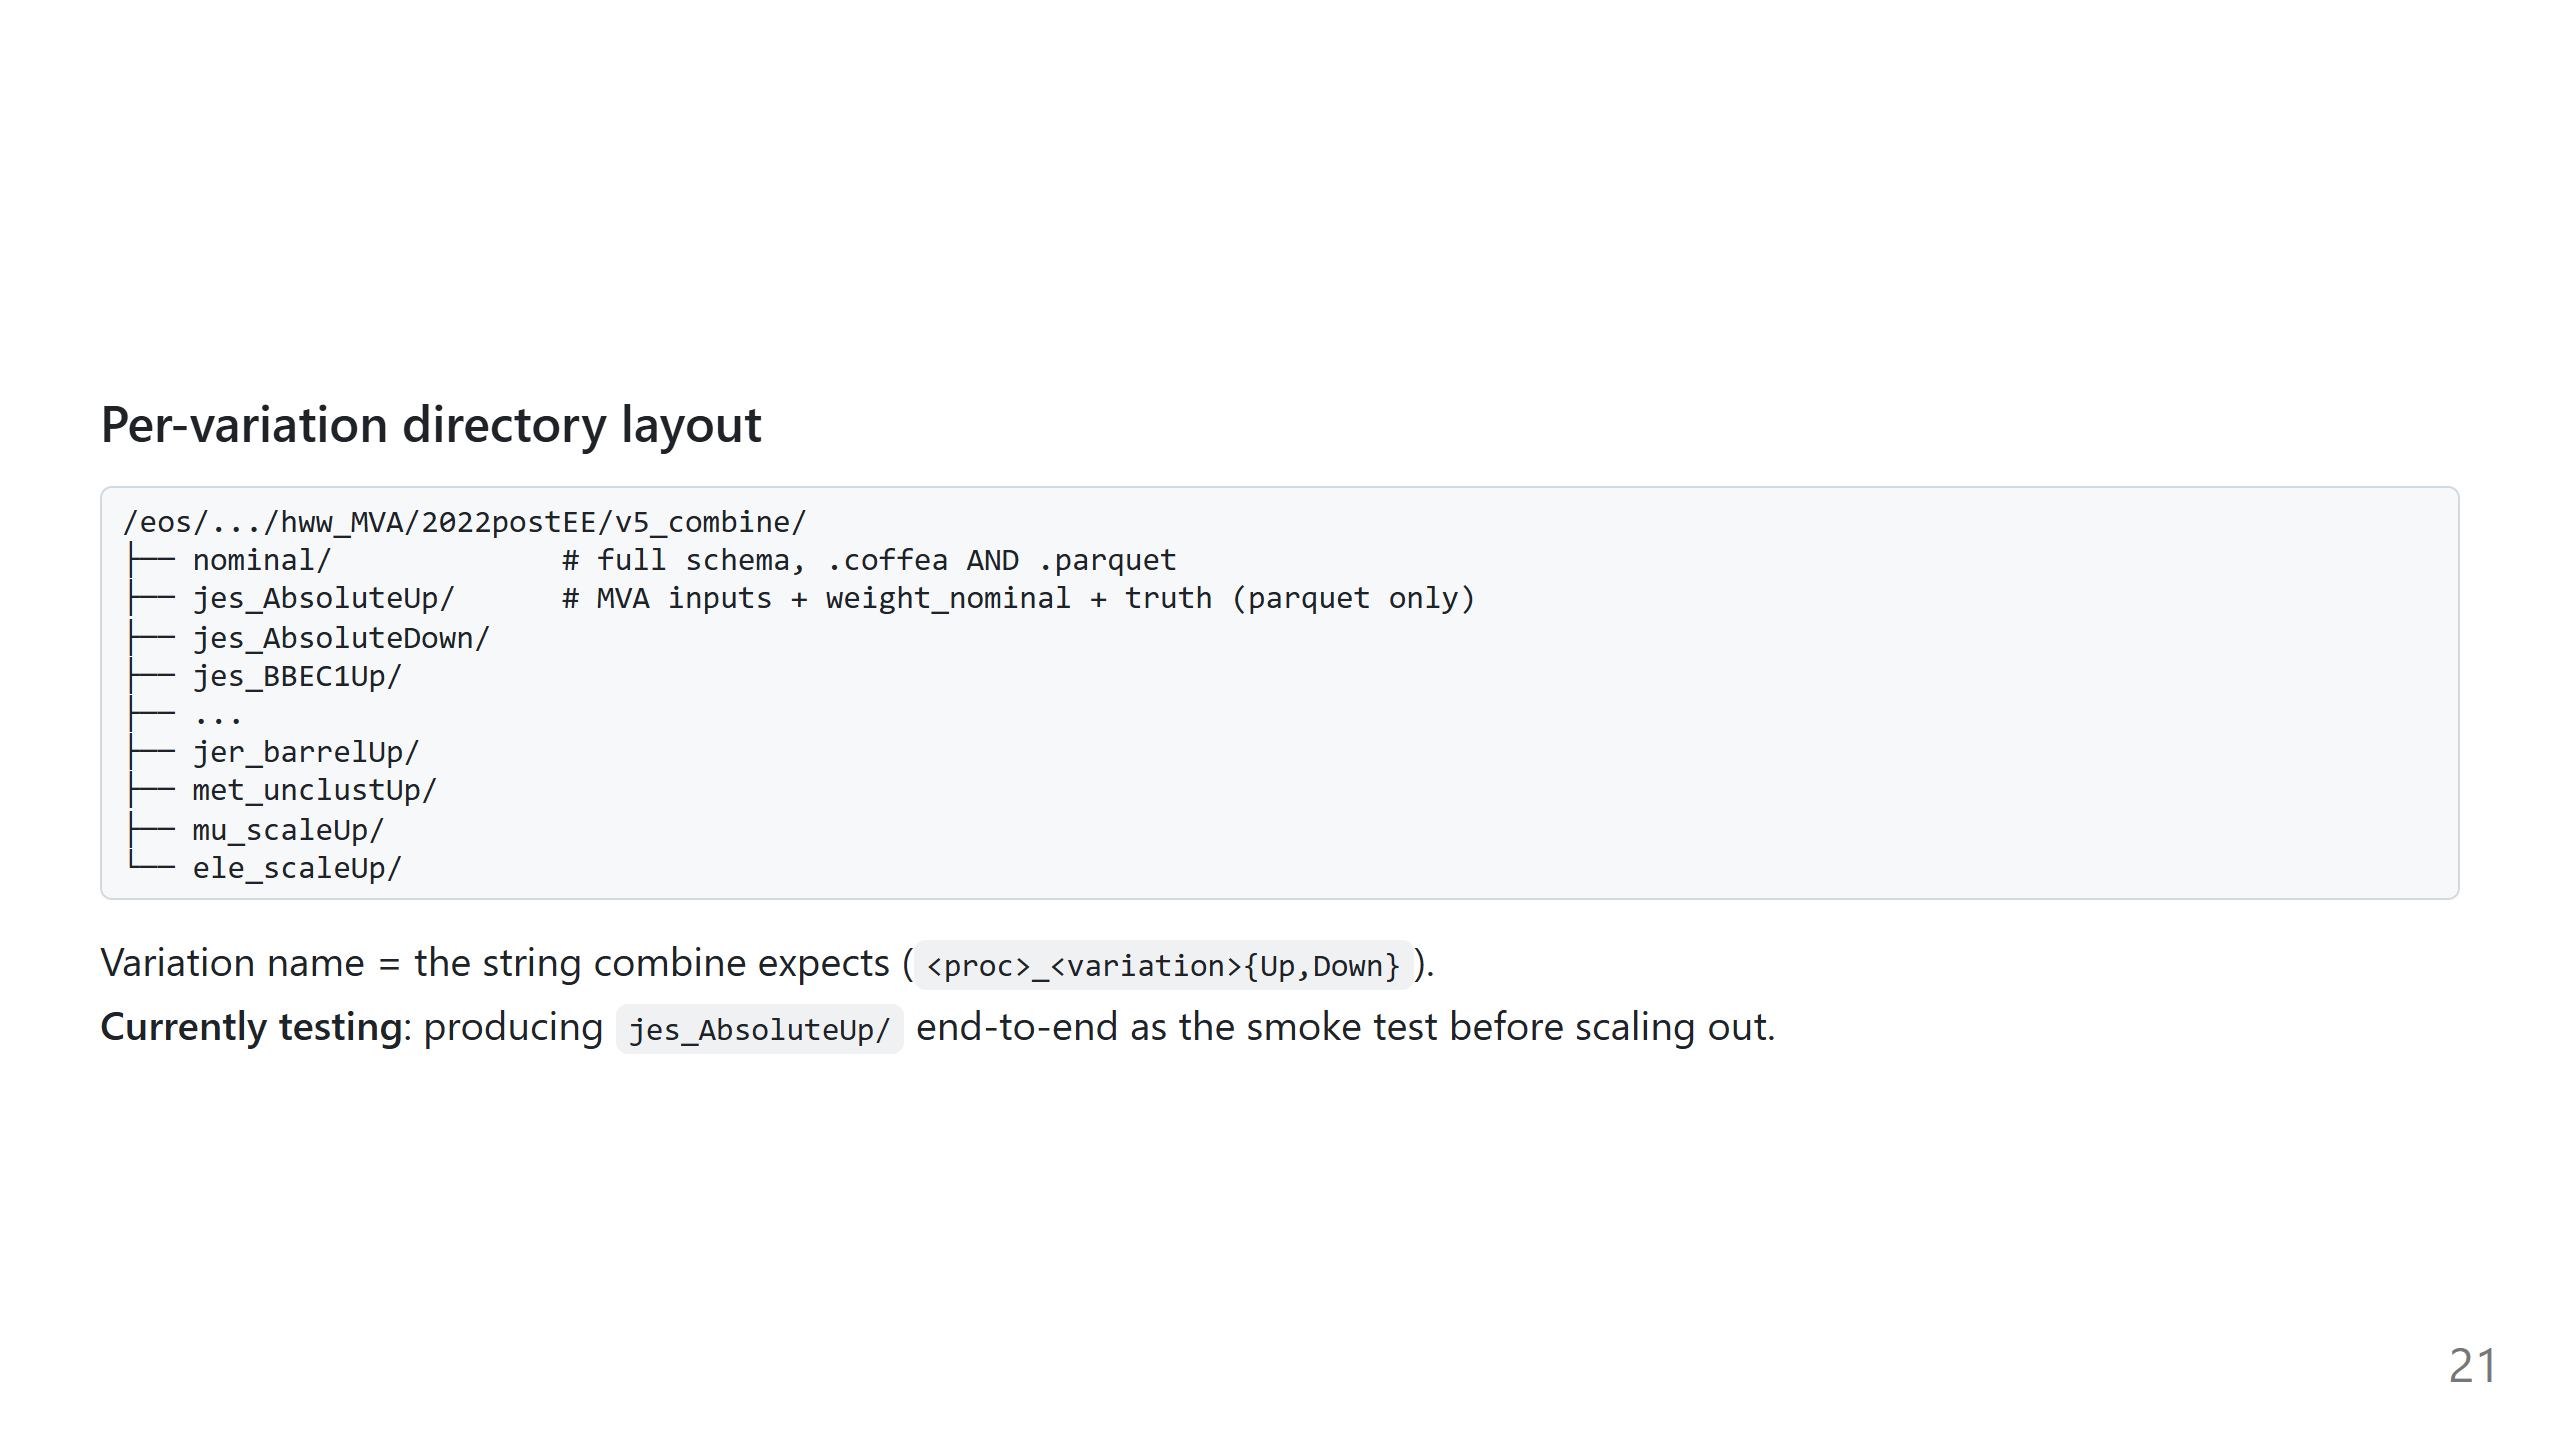 Per-variation directory layout
/eos/.../hww_MVA/2022postEE/v5_combine/
├── nominal/             # full schema, .coffea AND .parquet
├── jes_AbsoluteUp/      # MVA inputs + weight_nominal + truth (parquet only)
├── jes_AbsoluteDown/
├── jes_BBEC1Up/
├── ...
├── jer_barrelUp/
├── met_unclustUp/
├── mu_scaleUp/
└── ele_scaleUp/
Variation name = the string combine expects (<proc>_<variation>{Up,Down}).
Currently testing: producing jes_AbsoluteUp/ end-to-end as the smoke test before scaling out.
21